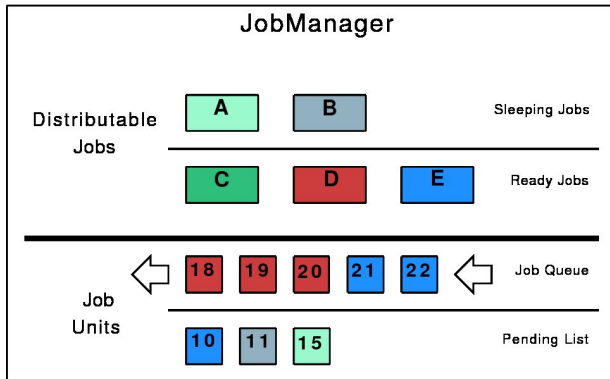 JobManager
Distributable
Jobs
A B
Sleeping Jobs
C D E
Ready Jobs
Job
Units
18 19 20 21 22
Job Queue
10 11 15
Pending List